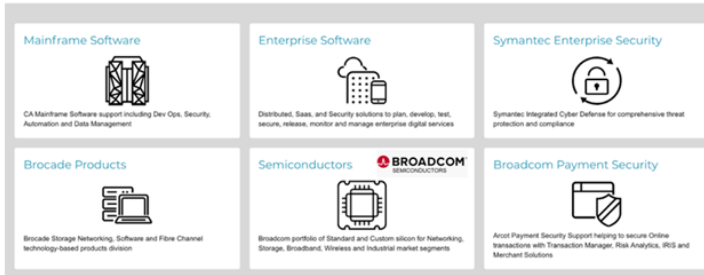 Mainframe Software
CA Mainframe Software support including Dev Ops, Security,
Automation and Data Management
Enterprise Software
Distributed, Saas, and Security solutions to plan, develop, test,
secure, release, monitor and manage enterprise digital services
Symantec Enterprise Security
Symantec Integrated Cyber Defense for comprehensive threat
protection and compliance
Brocade Products
Brocade Storage Networking, Software and Fibre Channel
technology-based products division
Semiconductors
BROADCOM
SEMICONDUCTORS
Broadcom portfolio of Standard and Custom silicon for Networking,
Storage, Broadband, Wireless and Industrial market segments
Broadcom Payment Security
Arcot Payment Security Support helping to secure Online
transactions with Transaction Manager, Risk Analytics, IRIS and
Merchant Solutions